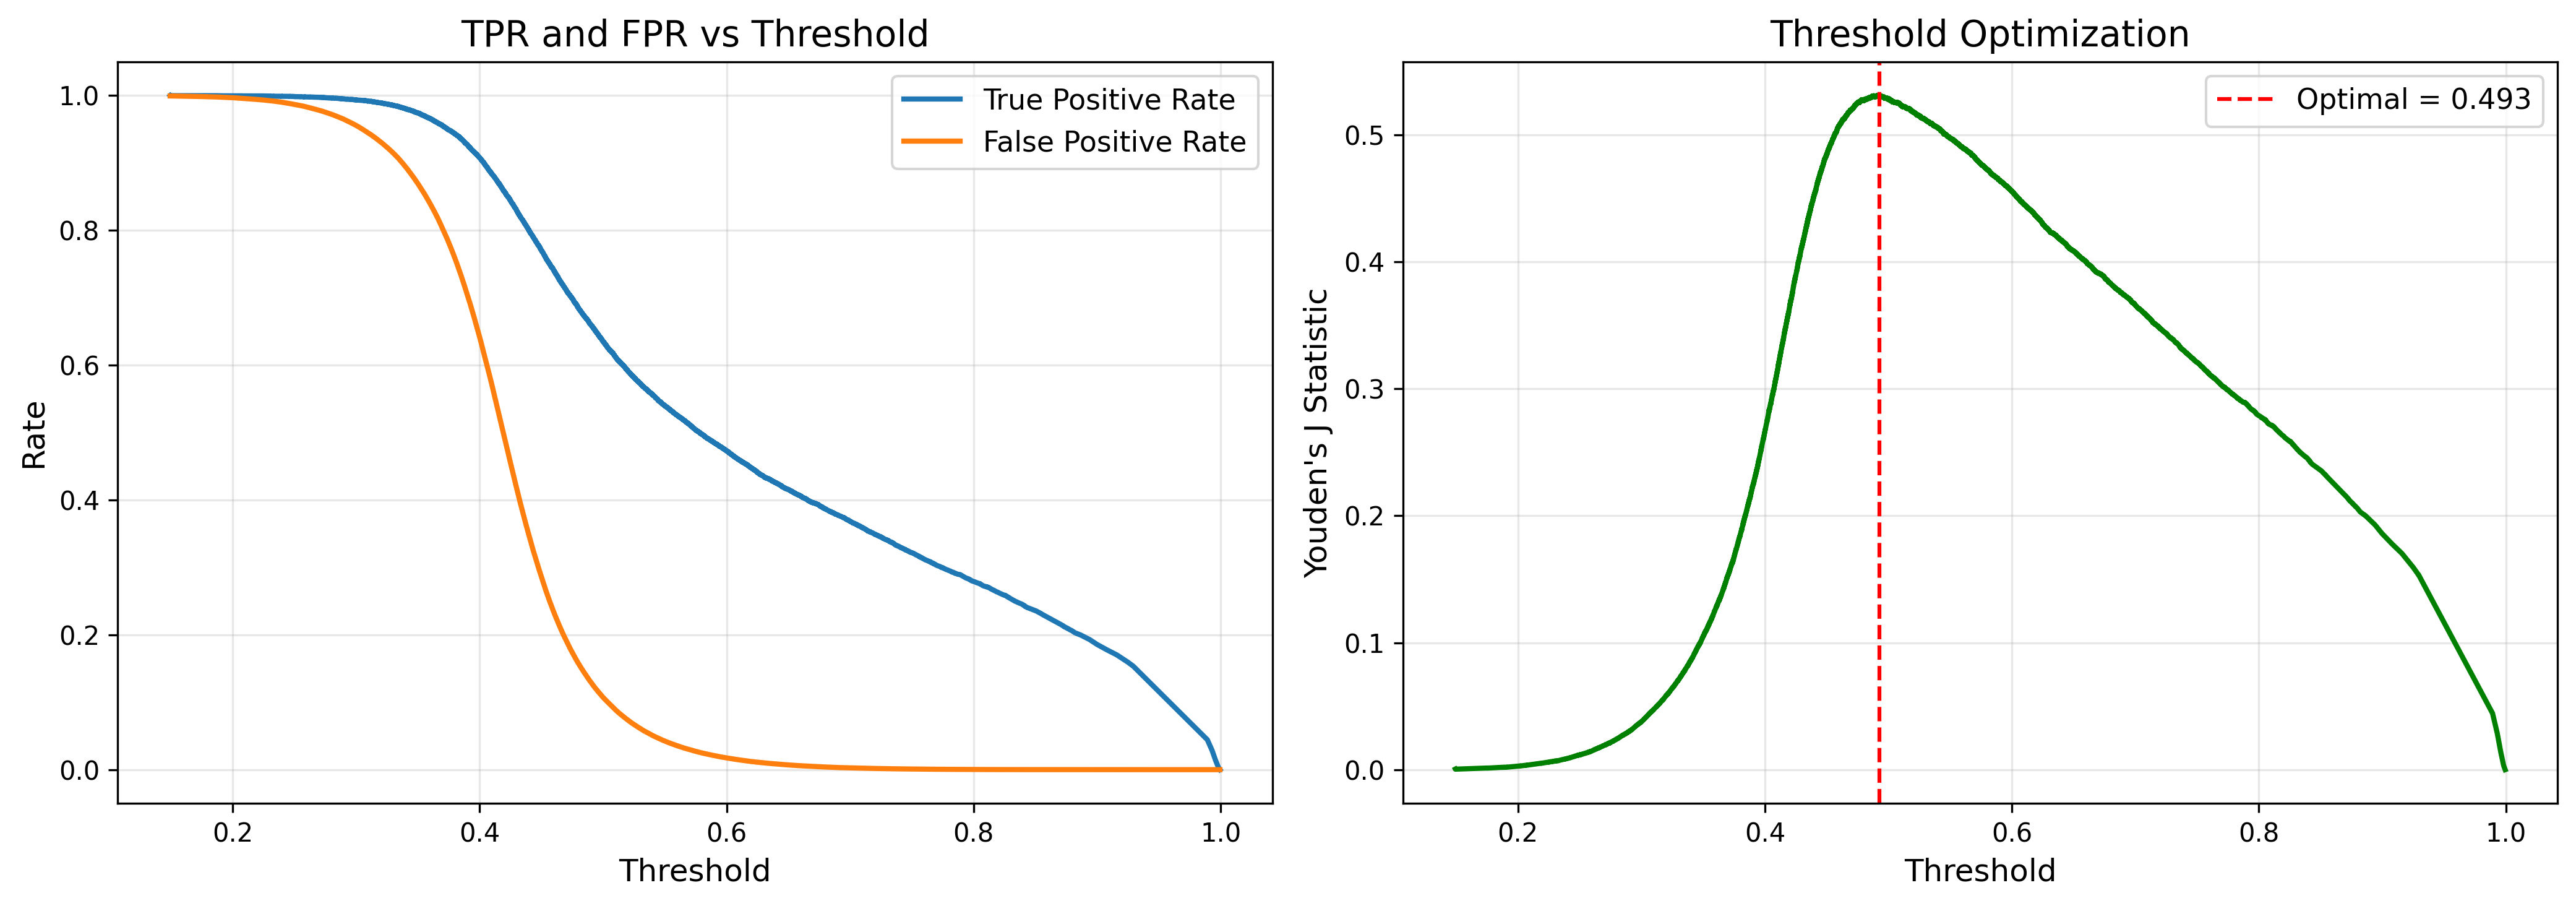 TPR and FPR vs Threshold
True Positive Rate
False Positive Rate
1.0
0.8
0.6
0.4
0.2
0.0
Rate
0.2 0.4 0.6 0.8 1.0
Threshold
Threshold Optimization
Optimal = 0.493
0.5
0.4
0.3
0.2
0.1
0.0
Youden's J Statistic
0.2 0.4 0.6 0.8 1.0
Threshold